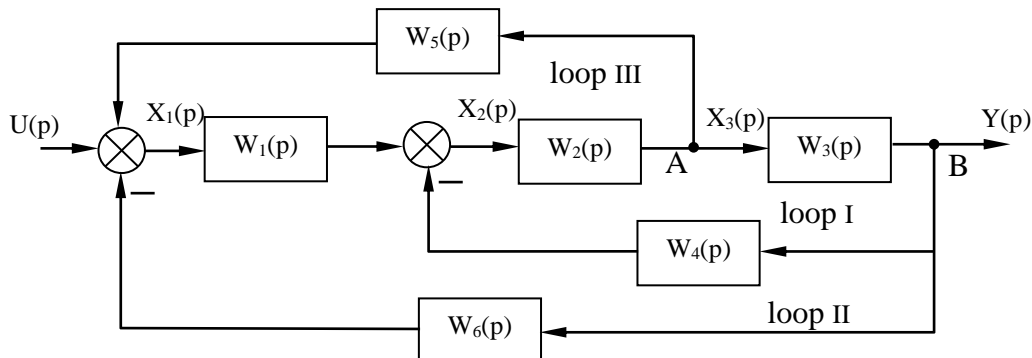 W₅(p)
loop III
U(p)
X₁(p)
W₁(p)
X₂(p)
W₂(p)
A
X₃(p)
W₃(p)
Y(p)
B
loop I
W₄(p)
loop II
W₆(p)